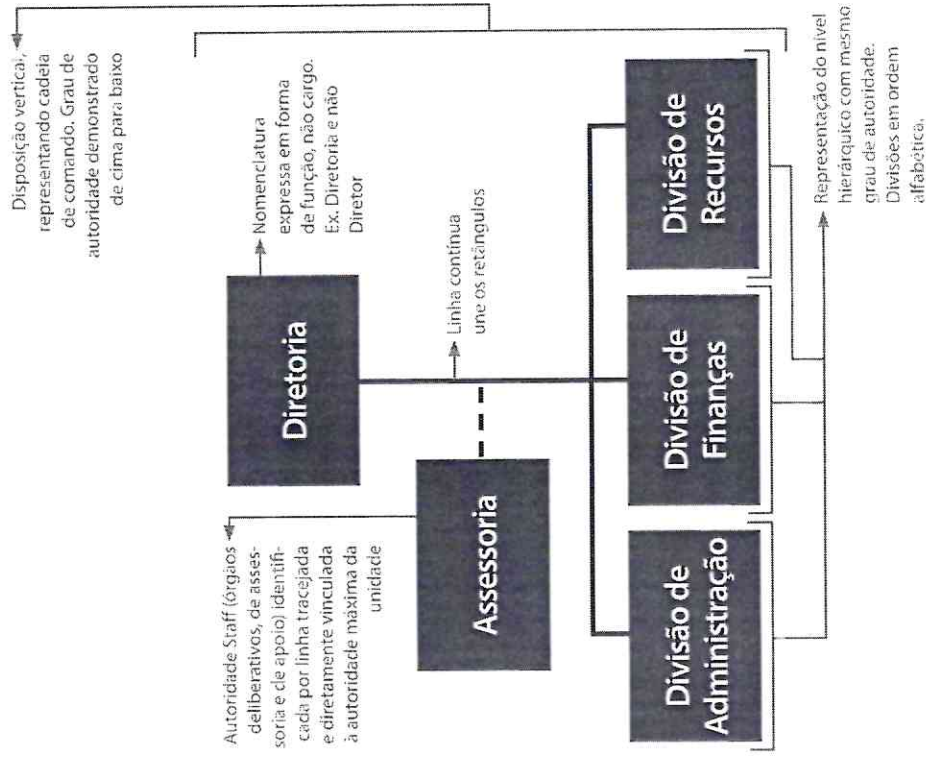 Disposição vertical,
representando cadeia
de comando. Grau de
autoridade demonstrado
de cima para baixo
Diretoria
Nomenclatura
expressa em forma
de função, não cargo.
Ex. Diretoria e não
Diretor
Autoridade Staff (órgãos
deliberativos, de asses-
soria e de apoio) identifi-
cada por linha tracejada
e diretamente vinculada
à autoridade máxima da
unidade
Assessoria
Linha contínua
une os retângulos
Divisão de
Administração
Divisão de
Finanças
Divisão de
Recursos
Representação do nível
hierárquico com mesmo
grau de autoridade.
Divisões em ordem
alfabética.